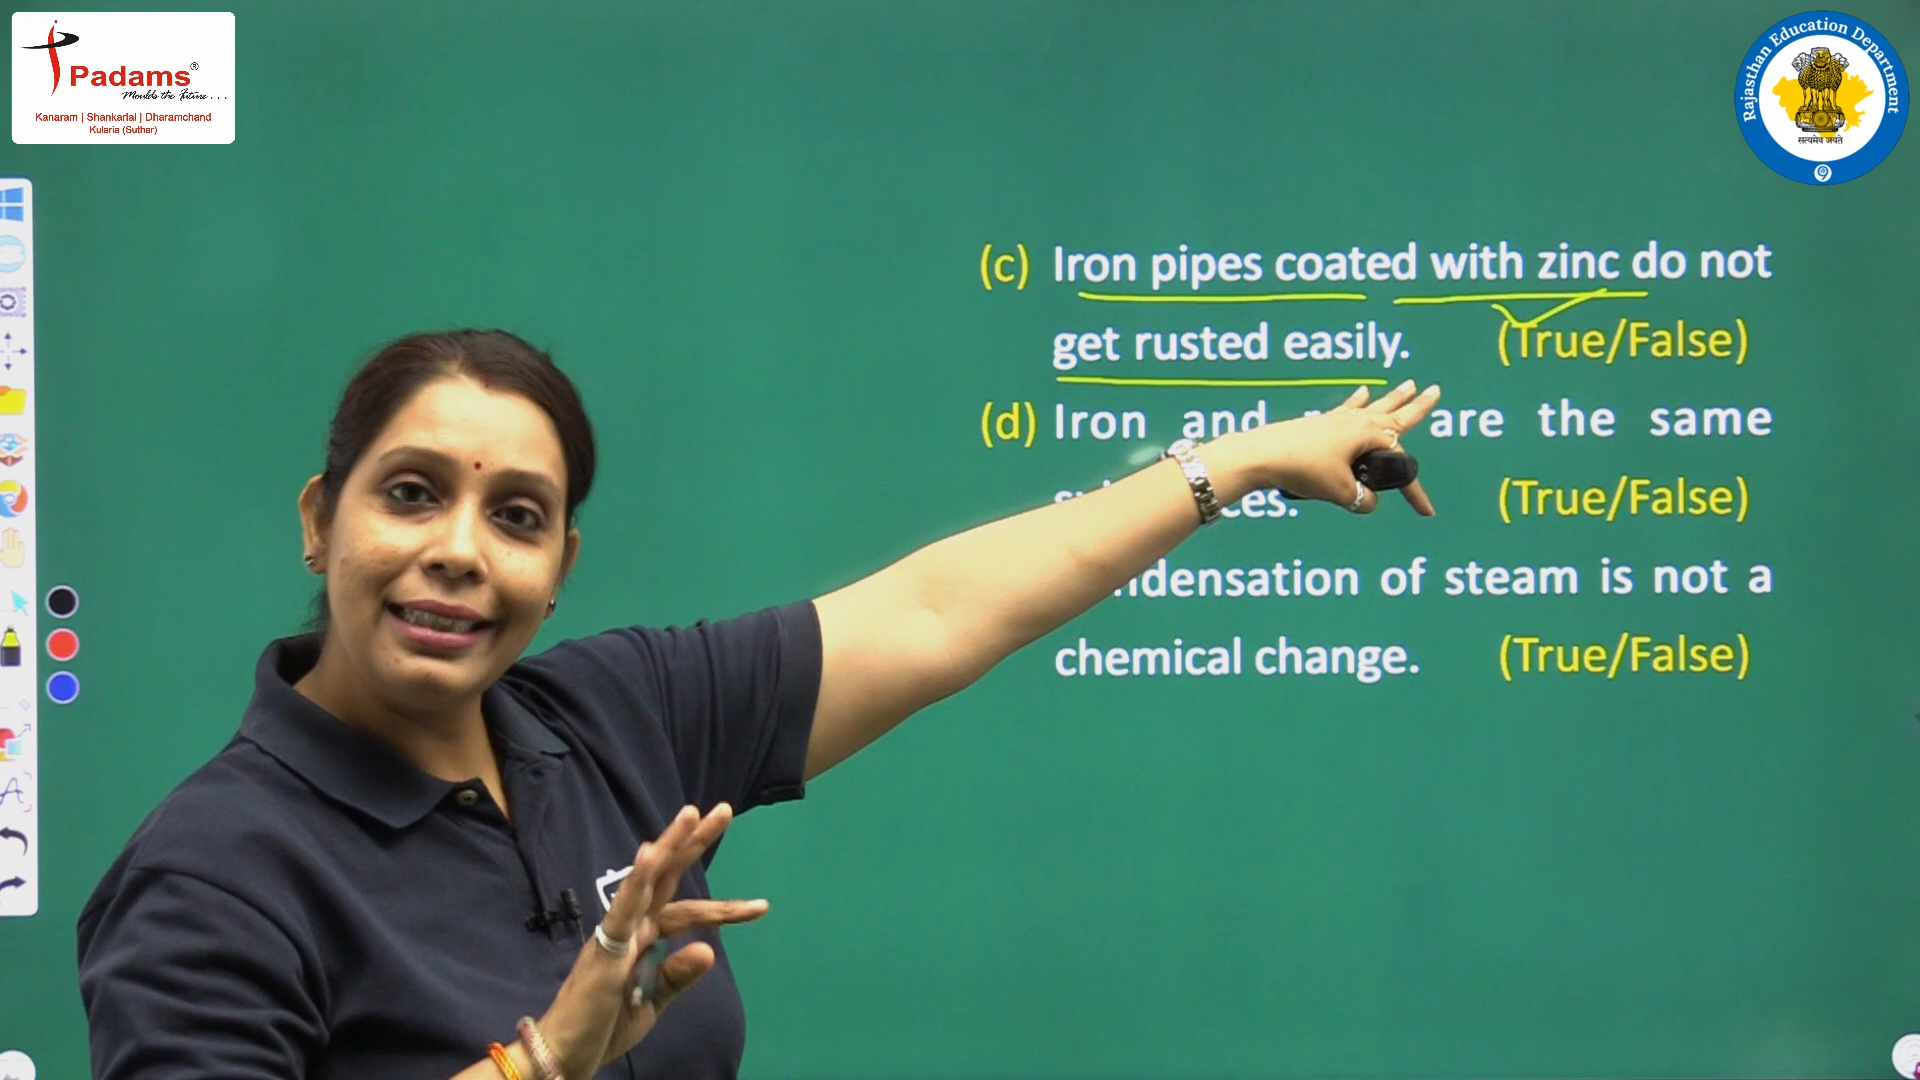 Padams®
Moulds the Future...
Kanaram | Shankarlal | Dharamchand
Kularia (Suthar)
Rajasthan Education Department
सत्यमेव जयते
(c) Iron pipes coated with zinc do not
get rusted easily. (True/False)
(d) Iron and are the same
(True/False)
of steam is not a
chemical change. (True/False)